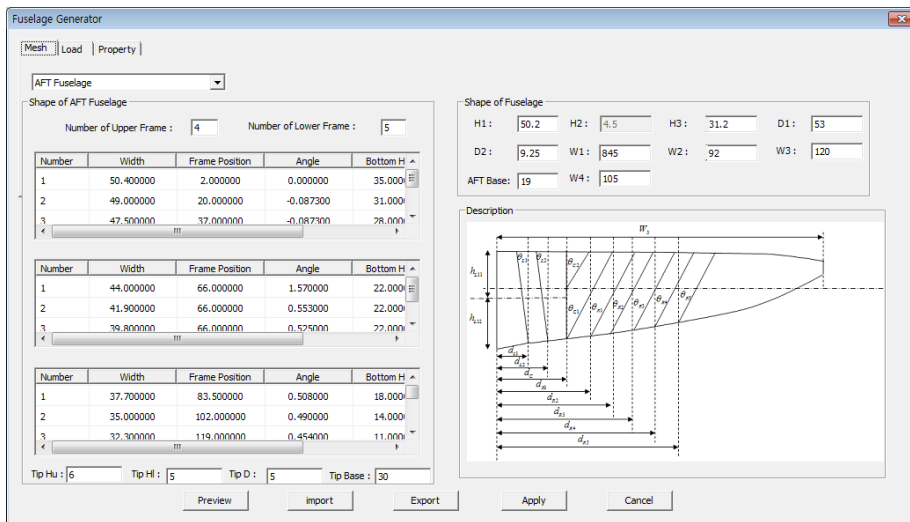 Fuselage Generator
Mesh Load Property
AFT Fuselage
Shape of AFT Fuselage
Number of Upper Frame : 4 Number of Lower Frame : 5
Number Width Frame Position Angle Bottom H
1 50.400000 2.000000 0.000000 35.000
2 49.000000 20.000000 -0.087300 31.000
3 47.500000 37.000000 -0.087300 28.000
Number Width Frame Position Angle Bottom H
1 44.000000 66.000000 1.570000 22.000
2 41.900000 66.000000 0.553000 22.000
3 39.800000 66.000000 0.525000 22.000
Number Width Frame Position Angle Bottom H
1 37.700000 83.500000 0.508000 18.000
2 35.000000 102.000000 0.490000 14.000
3 32.300000 119.000000 0.454000 11.000
Tip Hu : 6 Tip Hl : 5 Tip D : 5 Tip Base : 30
Shape of Fuselage
H1 : 50.2 H2 : 4.5 H3 : 31.2 D1 : 53
D2 : 9.25 W1 : 845 W2 : 92 W3 : 120
AFT Base: 19 W4 : 105
Description
Preview import Export Apply Cancel